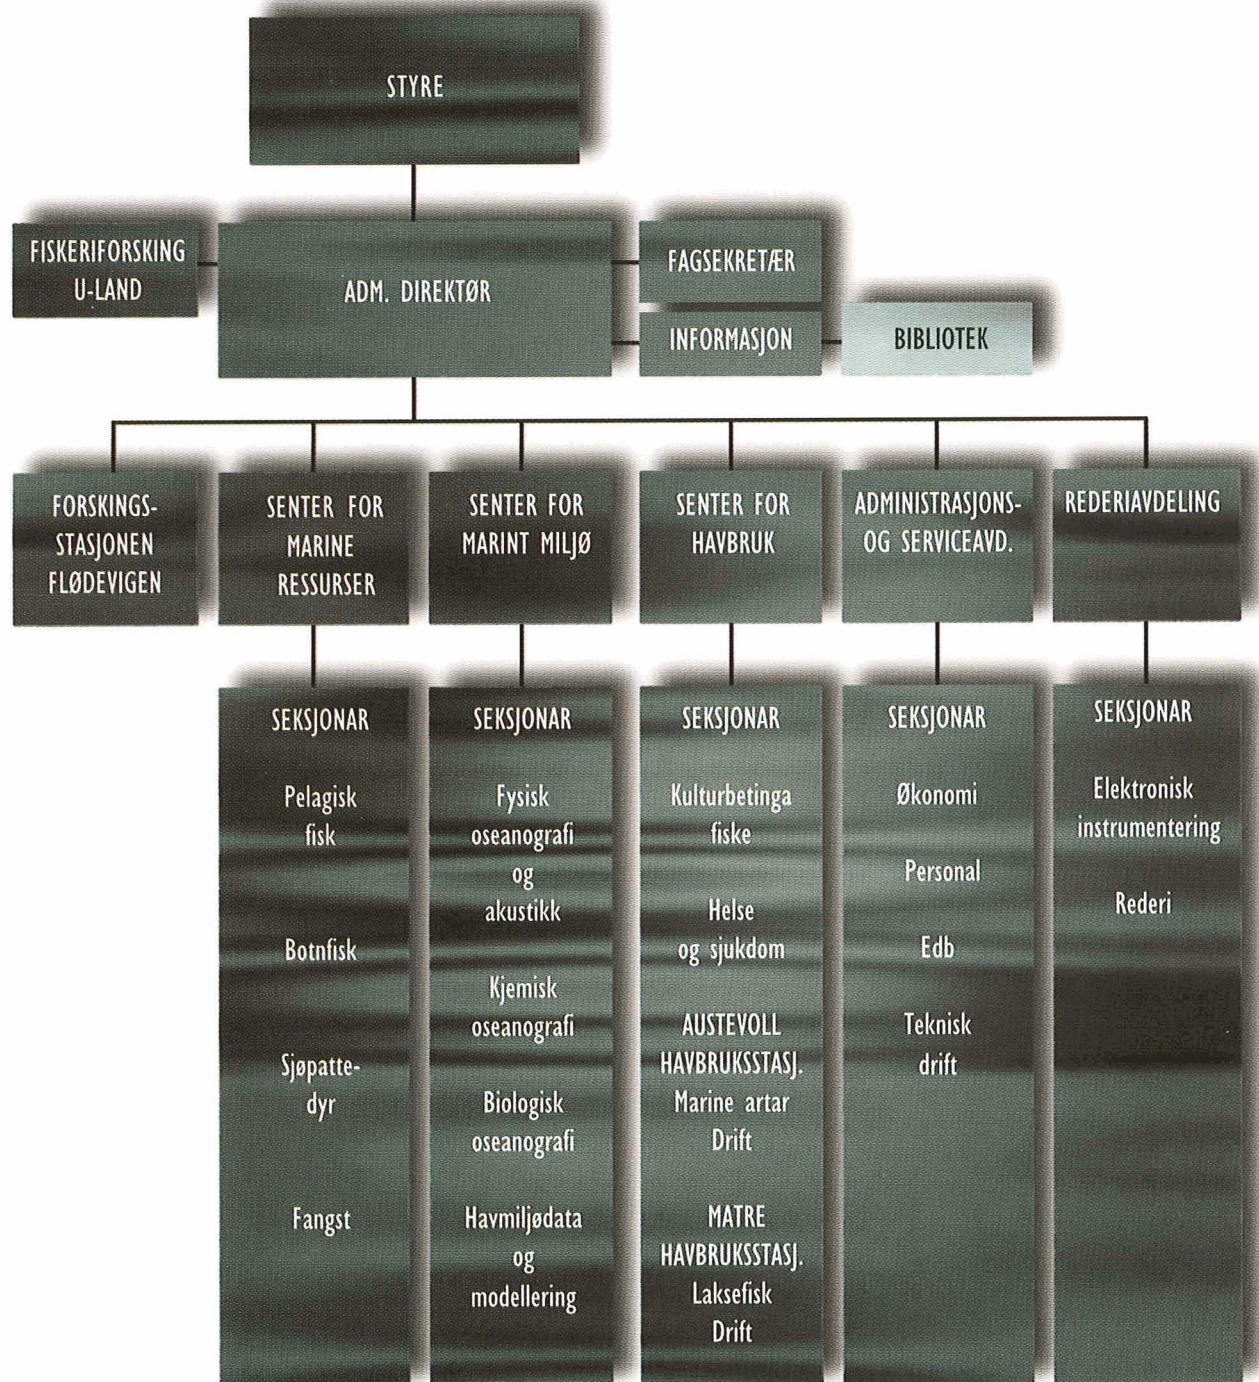 STYRE
FISKERIFORSKING
U-LAND
ADM. DIREKTØR
FAGSEKRETÆR
INFORMASJON
BIBLIOTEK
FORSKINGS-
STASJONEN
FLØDEVIGEN
SENTER FOR
MARINE
RESSURSER
SENTER FOR
MARINT MILJØ
SENTER FOR
HAVBRUK
ADMINISTRASJONS-
OG SERVICEAVD.
REDERIAVDELING
SEKSJONAR
Pelagisk
fisk
Botnfisk
Sjøpatte-
dyr
Fangst
SEKSJONAR
Fysisk
oseanografi
og
akustikk
Kjemisk
oseanografi
Biologisk
oseanografi
Havmiljødata
og
modellering
SEKSJONAR
Kulturbetinga
fiske
Helse
og sjukdom
AUSTEVOLL
HAVBRUKSSTASJ.
Marine artar
Drift
MATRE
HAVBRUKSSTASJ.
Laksefisk
Drift
SEKSJONAR
Økonomi
Personal
Edb
Teknisk
drift
SEKSJONAR
Elektronisk
instrumentering
Rederi